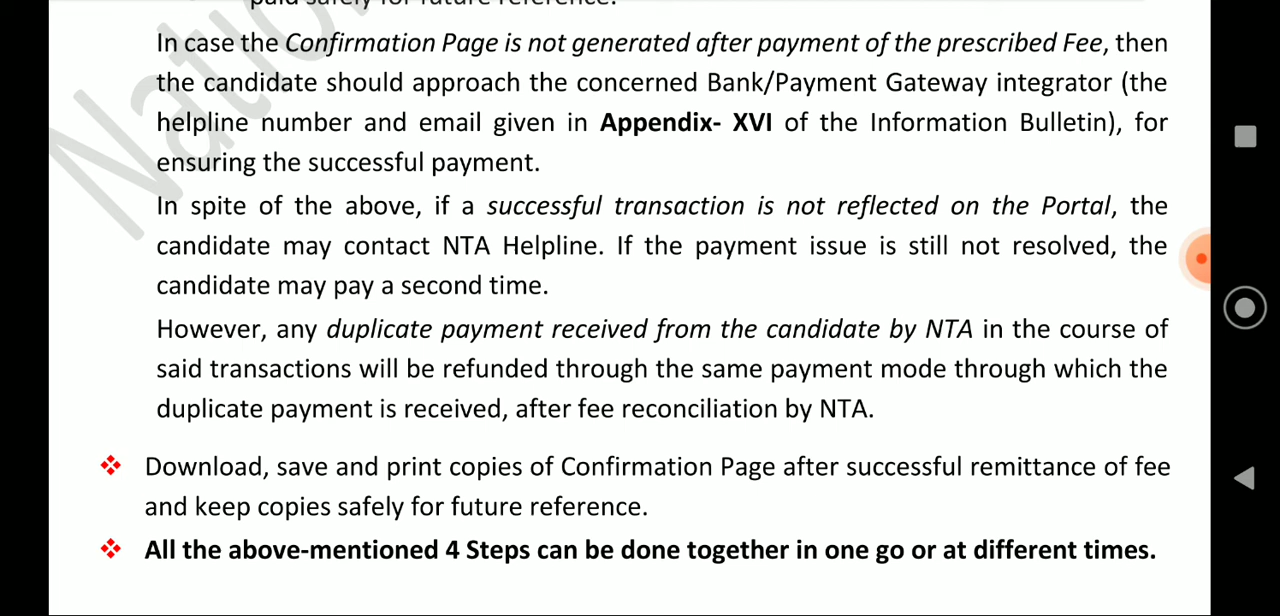 paid safely for future reference.
In case the Confirmation Page is not generated after payment of the prescribed Fee, then
the candidate should approach the concerned Bank/Payment Gateway integrator (the
helpline number and email given in Appendix- XVI of the Information Bulletin), for
ensuring the successful payment.
In spite of the above, if a successful transaction is not reflected on the Portal, the
candidate may contact NTA Helpline. If the payment issue is still not resolved, the
candidate may pay a second time.
However, any duplicate payment received from the candidate by NTA in the course of
said transactions will be refunded through the same payment mode through which the
duplicate payment is received, after fee reconciliation by NTA.
Download, save and print copies of Confirmation Page after successful remittance of fee
and keep copies safely for future reference.
All the above-mentioned 4 Steps can be done together in one go or at different times.